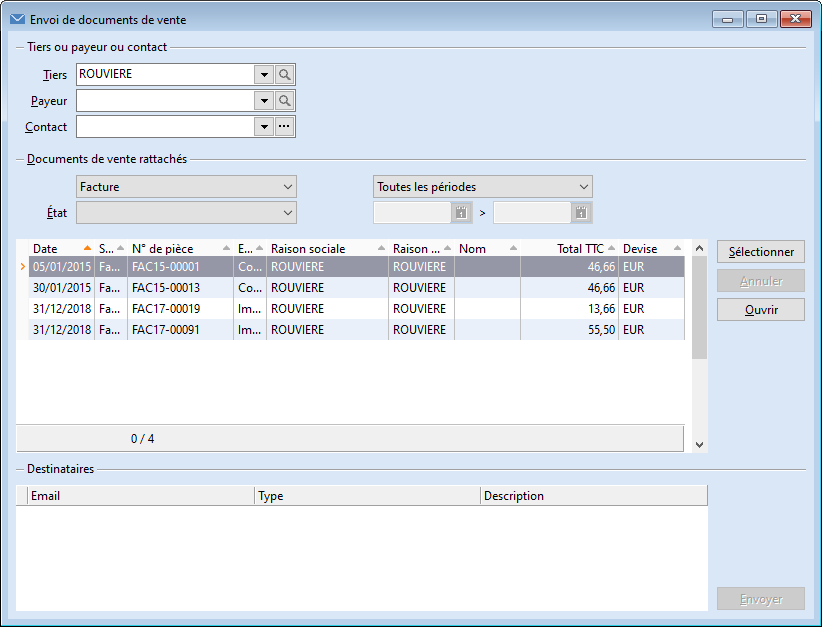 Envoi de documents de vente
Tiers ou payeur ou contact
Tiers ROUVIERE
Payeur
Contact ...
Documents de vente rattachés
Facture Toutes les périodes
État >
Date S... N° de pièce E... Raison sociale Raison ... Nom Total TTC Devise
05/01/2015 Fa... FAC15-00001 Co... ROUVIERE ROUVIERE 46,66 EUR
30/01/2015 Fa... FAC15-00013 Co... ROUVIERE ROUVIERE 46,66 EUR
31/12/2018 Fa... FAC17-00019 Im... ROUVIERE ROUVIERE 13,66 EUR
31/12/2018 Fa... FAC17-00091 Im... ROUVIERE ROUVIERE 55,50 EUR
0 / 4
Sélectionner
Annuler
Ouvrir
Destinataires
Email Type Description
Envoyer